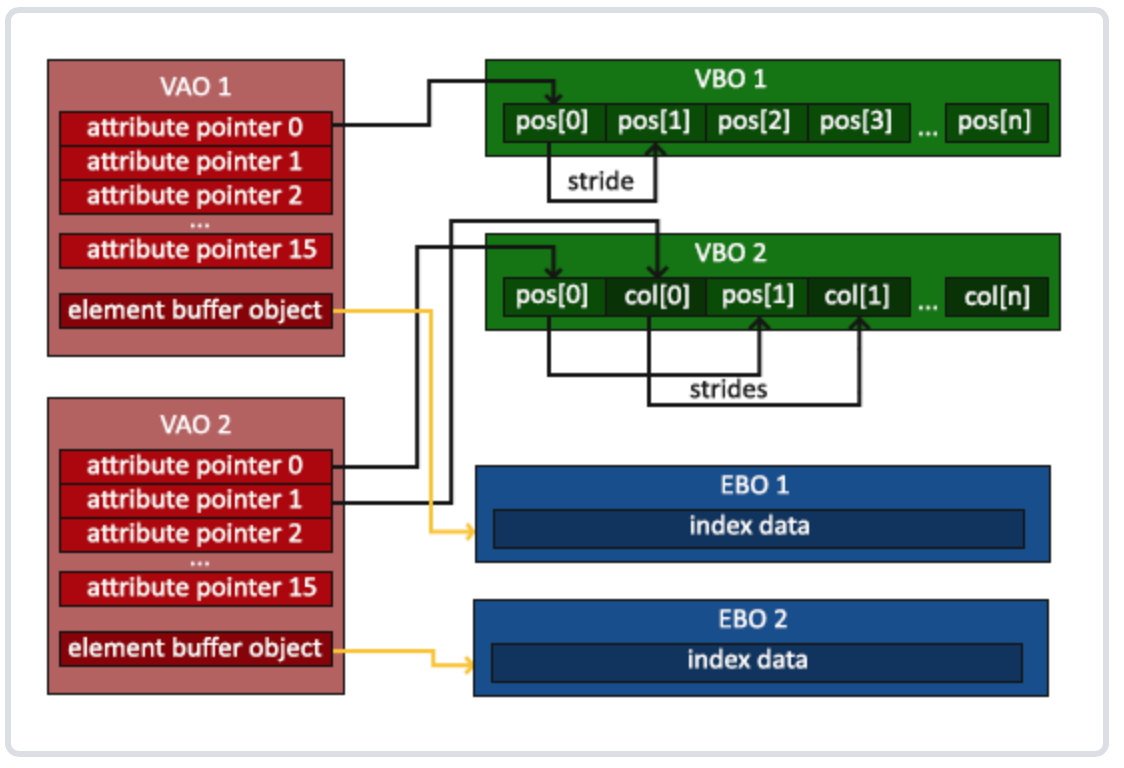 VAO 1
attribute pointer 0
attribute pointer 1
attribute pointer 2
...
attribute pointer 15
element buffer object
VAO 2
attribute pointer 0
attribute pointer 1
attribute pointer 2
...
attribute pointer 15
element buffer object
VBO 1
pos[0] pos[1] pos[2] pos[3] ... pos[n]
stride
VBO 2
pos[0] col[0] pos[1] col[1] ... col[n]
strides
EBO 1
index data
EBO 2
index data